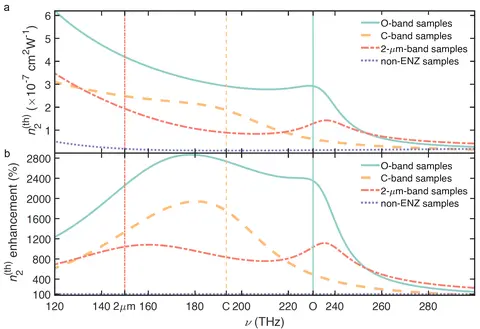 a
6
5
4
3
2
1
n₂⁽ᵗʰ⁾ (×10⁻⁷ cm²W⁻¹)
O-band samples
C-band samples
2-μm-band samples
non-ENZ samples
b
2800
2400
2000
1600
1200
800
400
100
n₂⁽ᵗʰ⁾ enhancement (%)
O-band samples
C-band samples
2-μm-band samples
non-ENZ samples
120 140 2μm 160 180 C 200 220 O 240 260 280
ν (THz)